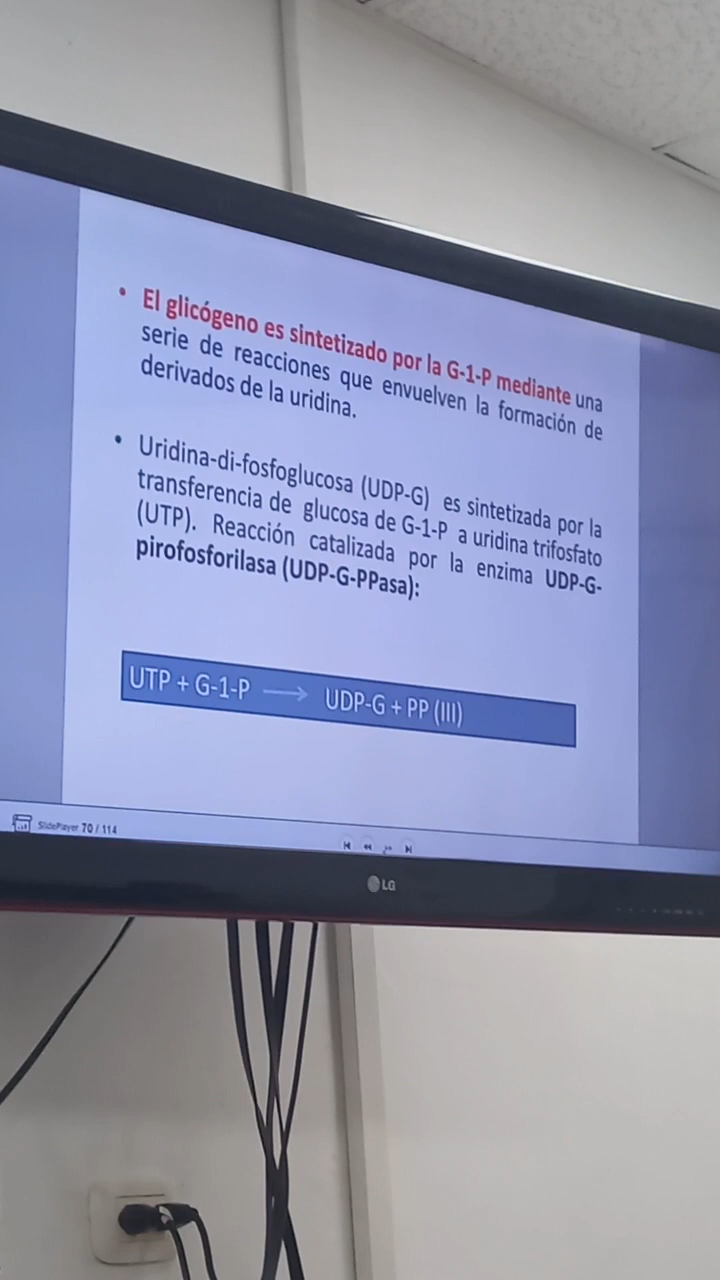 • El glicógeno es sintetizado por la G-1-P mediante una
serie de reacciones que envuelven la formación de
derivados de la uridina.
• Uridina-di-fosfoglucosa (UDP-G) es sintetizada por la
transferencia de glucosa de G-1-P a uridina trifosfato
(UTP). Reacción catalizada por la enzima UDP-G-
pirofosforilasa (UDP-G-PPasa):
UTP + G-1-P ⟶ UDP-G + PP (III)
SlidePlayer 70 / 114
LG